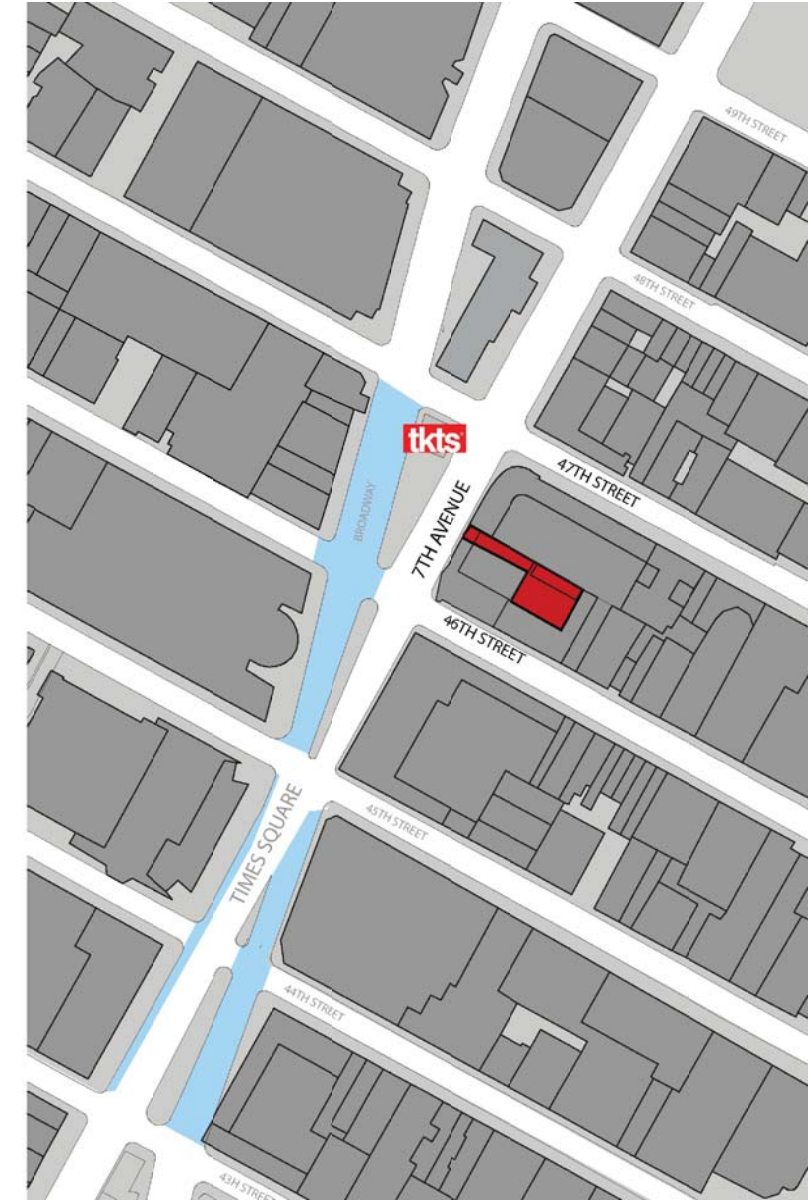 49TH STREET
48TH STREET
tkts
47TH STREET
BROADWAY
7TH AVENUE
46TH STREET
TIMES SQUARE
45TH STREET
44TH STREET
43H STREET